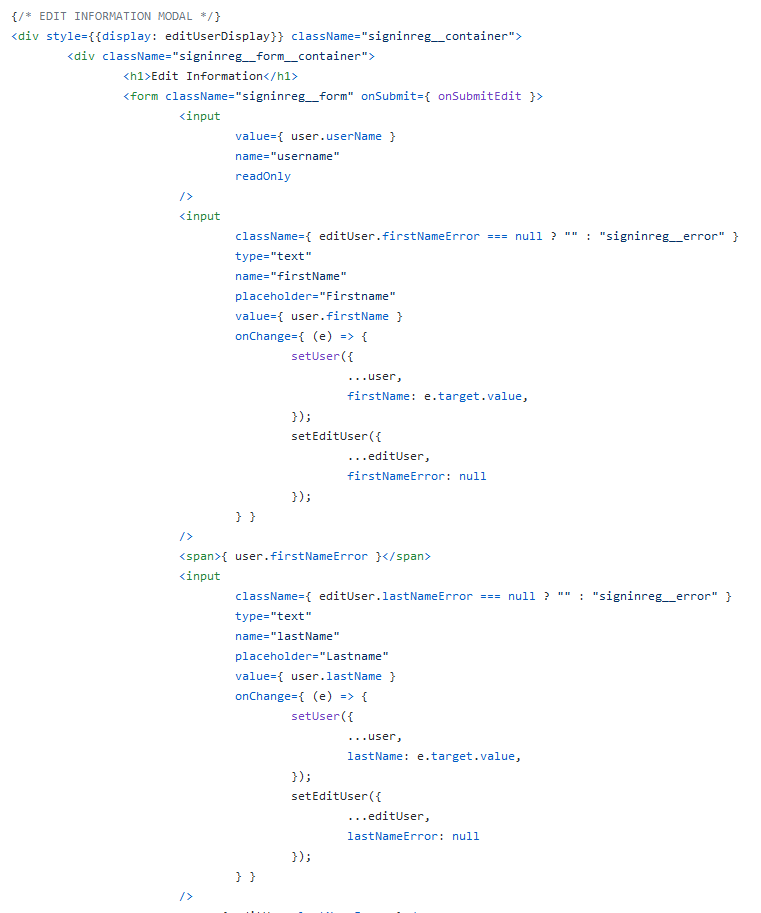 {/* EDIT INFORMATION MODAL */}
<div style={{display: editUserDisplay}} className="signinreg__container">
<div className="signinreg__form__container">
<h1>Edit Information</h1>
<form className="signinreg__form" onSubmit={ onSubmitEdit }>
<input
value={ user.userName }
name="username"
readOnly
/>
<input
className={ editUser.firstNameError === null ? "" : "signinreg__error" }
type="text"
name="firstName"
placeholder="Firstname"
value={ user.firstName }
onChange={ (e) => {
setUser({
...user,
firstName: e.target.value,
});
setEditUser({
...editUser,
firstNameError: null
});
} }
/>
<span>{ user.firstNameError }</span>
<input
className={ editUser.lastNameError === null ? "" : "signinreg__error" }
type="text"
name="lastName"
placeholder="Lastname"
value={ user.lastName }
onChange={ (e) => {
setUser({
...user,
lastName: e.target.value,
});
setEditUser({
...editUser,
lastNameError: null
});
} }
/>